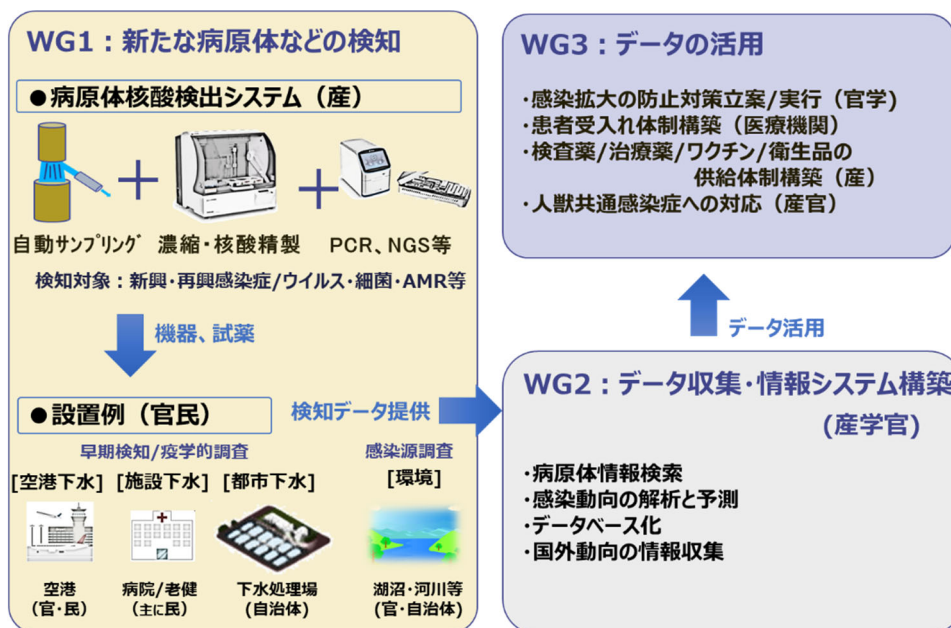 WG1：新たな病原体などの検知
●病原体核酸検出システム（産）
自動ｻﾝﾌﾟﾘﾝｸﾞ
濃縮・核酸精製
PCR、NGS等
検知対象：新興・再興感染症/ウイルス・細菌・AMR等
機器、試薬
●設置例（官民）
早期検知/疫学的調査
感染源調査
[空港下水]
[施設下水]
[都市下水]
[環境]
空港
（官・民）
病院/老健
（主に民）
下水処理場
(自治体）
湖沼・河川等
（官・自治体）
検知データ提供
WG2：データ収集・情報システム構築
(産学官）
・病原体情報検索
・感染動向の解析と予測
・データベース化
・国外動向の情報収集
データ活用
WG3：データの活用
・感染拡大の防止対策立案/実行（官学）
・患者受入れ体制構築（医療機関）
・検査薬/治療薬/ワクチン/衛生品の
供給体制構築（産）
・人獣共通感染症への対応（産官）